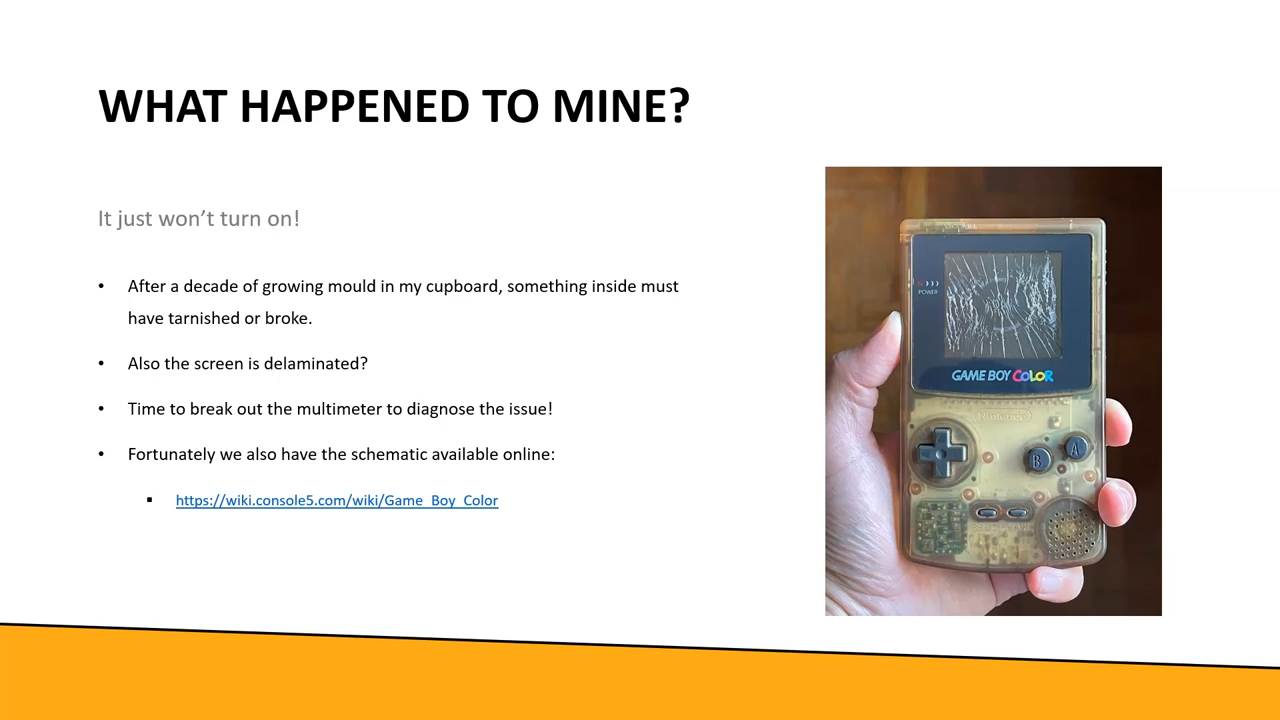 WHAT HAPPENED TO MINE?
It just won’t turn on!
• After a decade of growing mould in my cupboard, something inside must
have tarnished or broke.
• Also the screen is delaminated?
• Time to break out the multimeter to diagnose the issue!
• Fortunately we also have the schematic available online:
▪ https://wiki.console5.com/wiki/Game_Boy_Color
POWER
GAME BOY COLOR
Nintendo
A
B